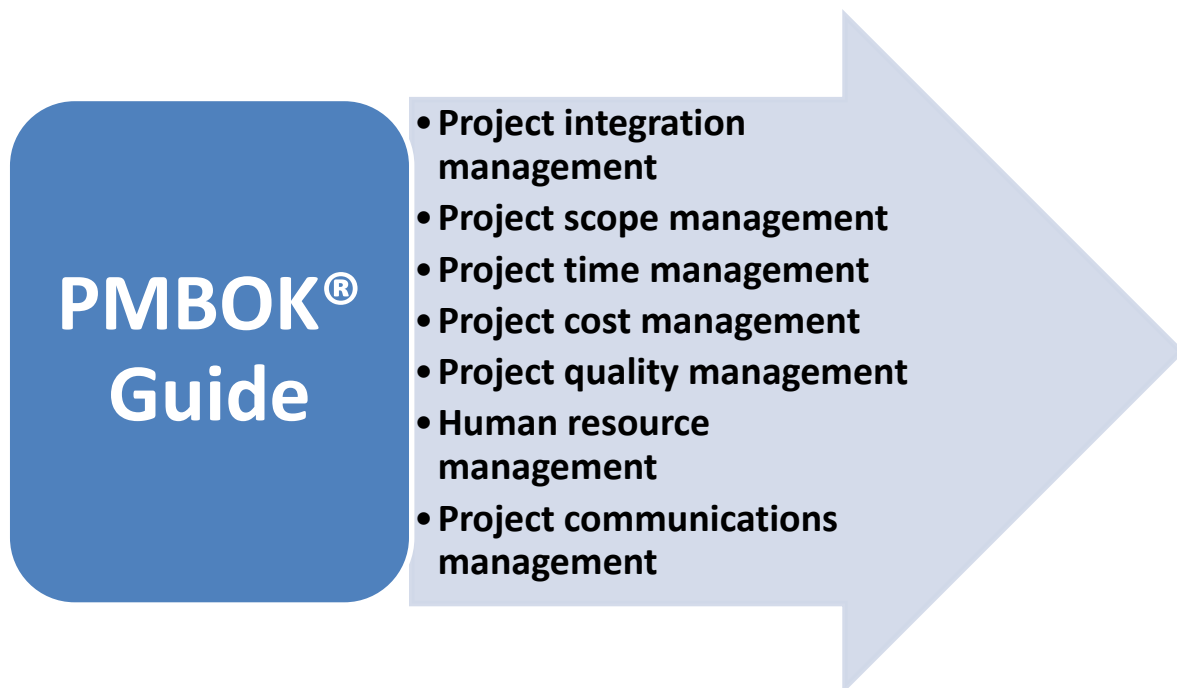 PMBOK®
Guide
• Project integration
management
• Project scope management
• Project time management
• Project cost management
• Project quality management
• Human resource
management
• Project communications
management